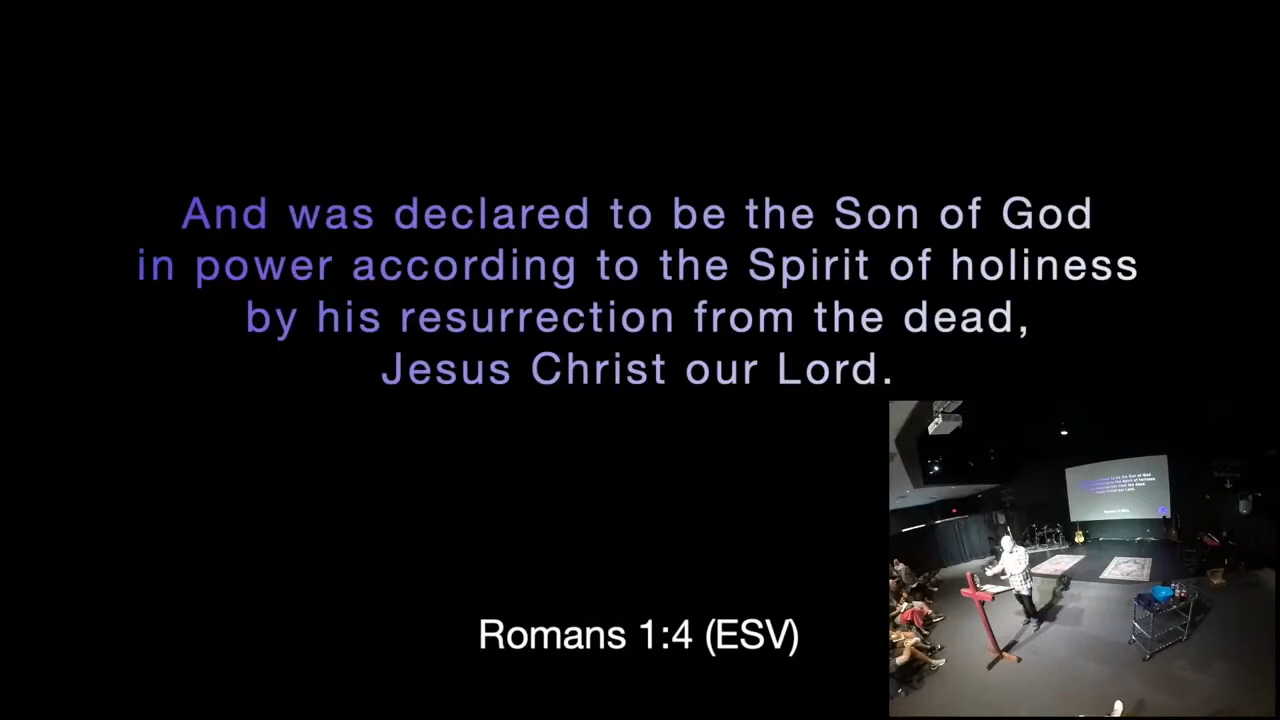 And was declared to be the Son of God
in power according to the Spirit of holiness
by his resurrection from the dead,
Jesus Christ our Lord.
Romans 1:4 (ESV)